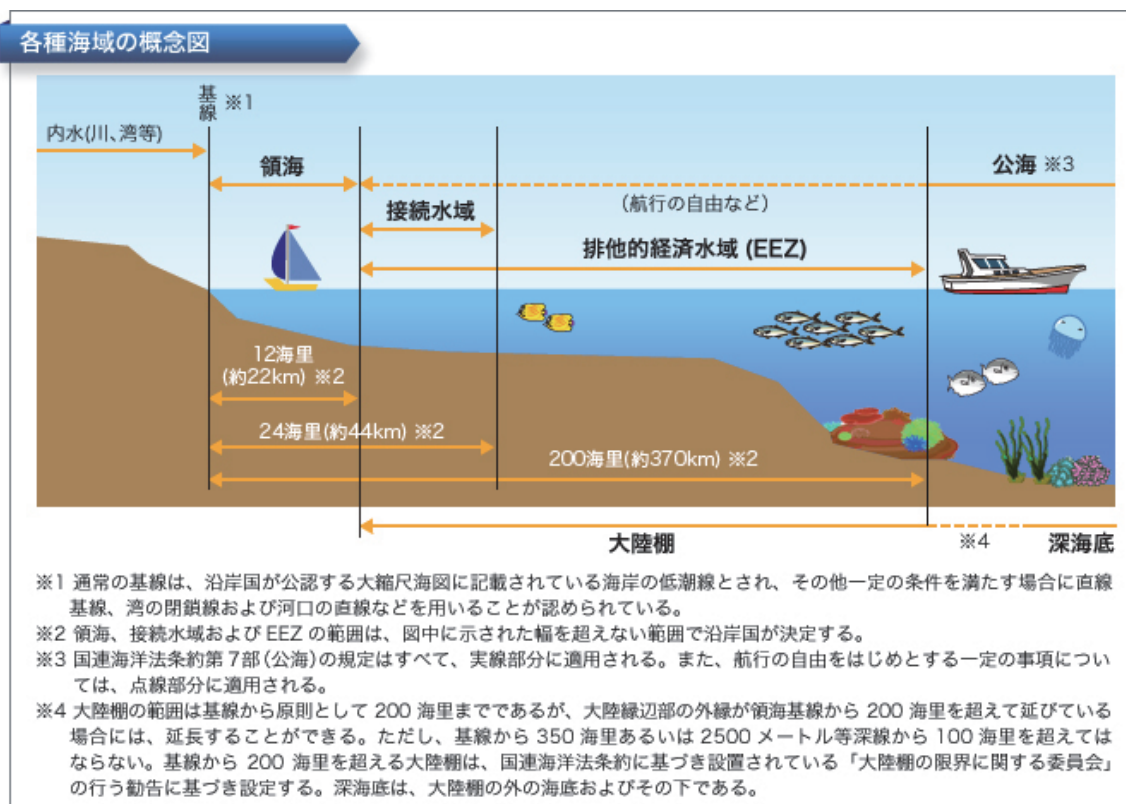 各種海域の概念図
基線 ※1
内水(川、湾等)
領海
公海 ※3
接続水域
(航行の自由など)
排他的経済水域 (EEZ)
12海里
(約22km) ※2
24海里(約44km) ※2
200海里(約370km) ※2
大陸棚
※4
深海底
※1 通常の基線は、沿岸国が公認する大縮尺海図に記載されている海岸の低潮線とされ、その他一定の条件を満たす場合に直線
基線、湾の閉鎖線および河口の直線などを用いることが認められている。
※2 領海、接続水域および EEZ の範囲は、図中に示された幅を超えない範囲で沿岸国が決定する。
※3 国連海洋法条約第 7 部（公海）の規定はすべて、実線部分に適用される。また、航行の自由をはじめとする一定の事項につい
ては、点線部分に適用される。
※4 大陸棚の範囲は基線から原則として 200 海里までであるが、大陸縁辺部の外縁が領海基線から 200 海里を超えて延びている
場合には、延長することができる。ただし、基線から 350 海里あるいは 2500 メートル等深線から 100 海里を超えては
ならない。基線から 200 海里を超える大陸棚は、国連海洋法条約に基づき設置されている「大陸棚の限界に関する委員会」
の行う勧告に基づき設定する。深海底は、大陸棚の外の海底およびその下である。